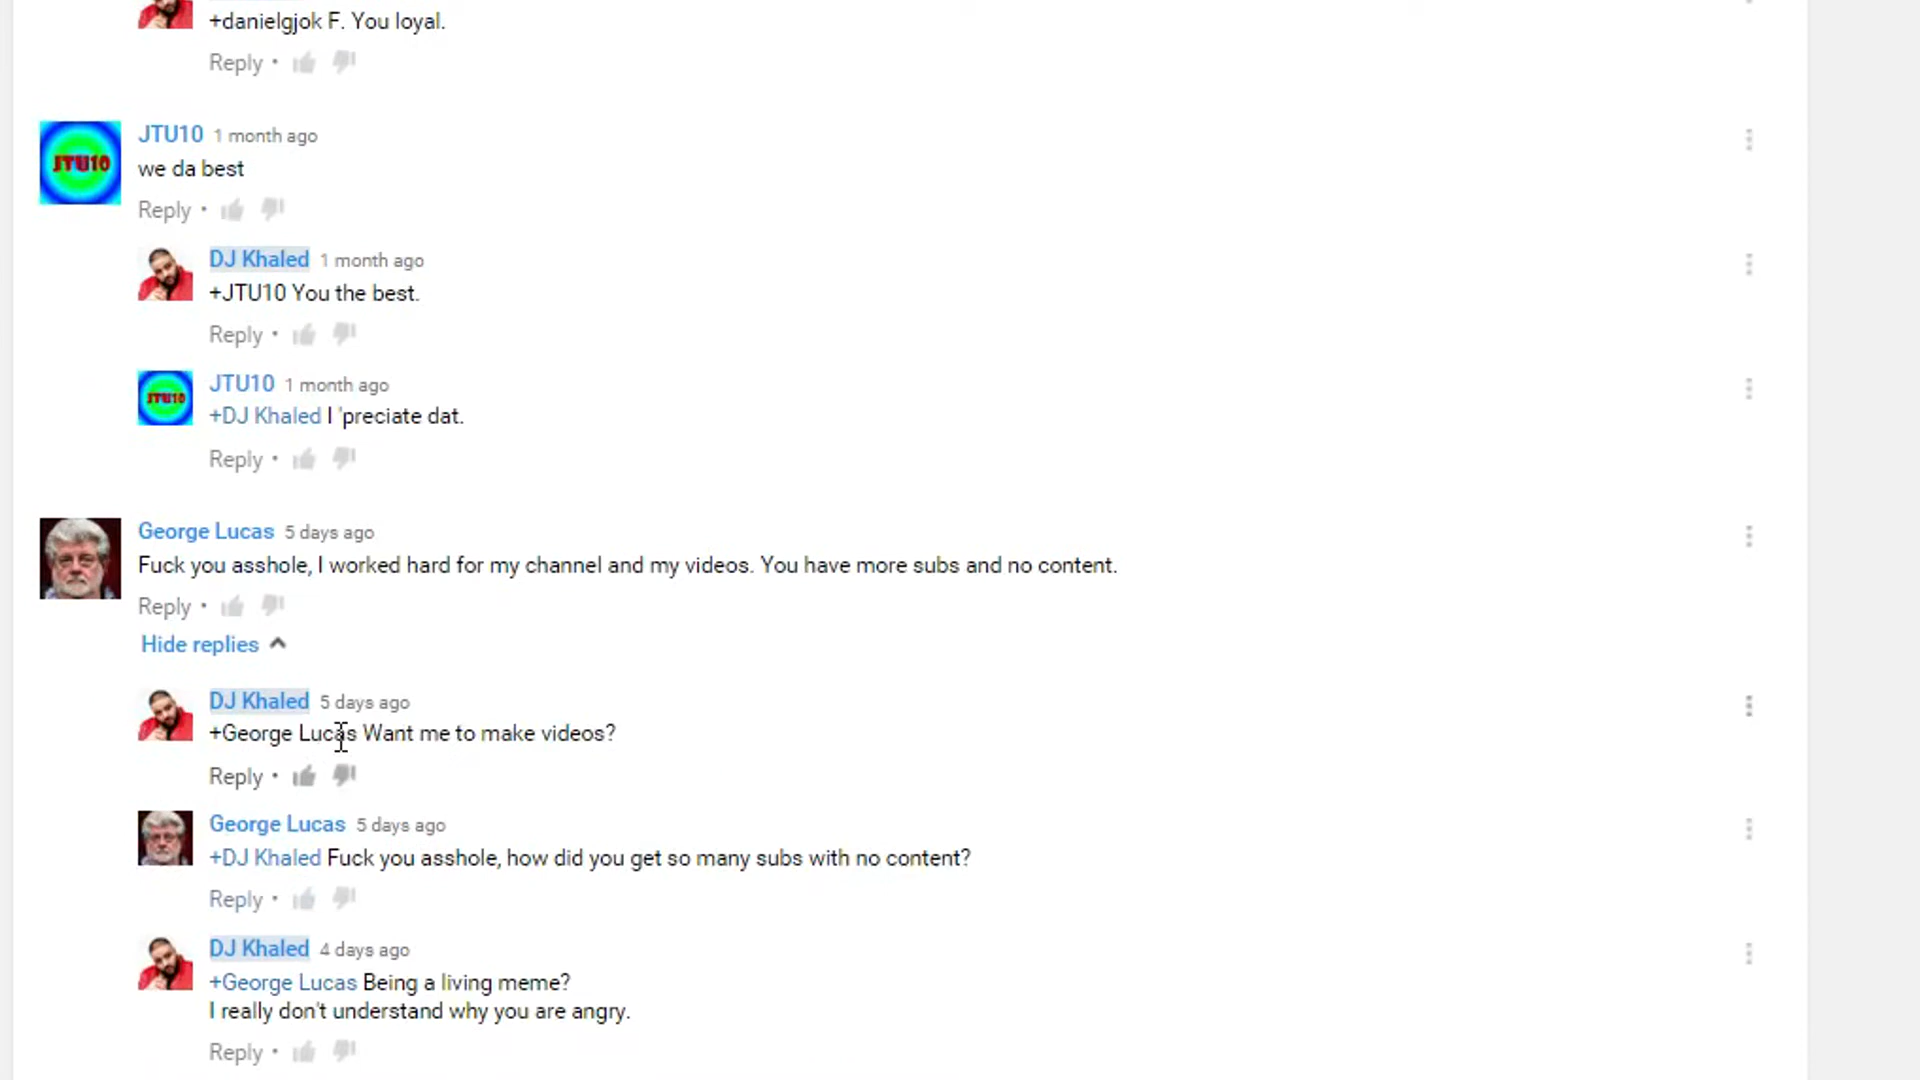 +danielgjok F. You loyal.
Reply •
JTU10 1 month ago
JTU10
we da best
Reply •
DJ Khaled 1 month ago
+JTU10 You the best.
Reply •
JTU10 1 month ago
JTU10
+DJ Khaled I 'preciate dat.
Reply •
George Lucas 5 days ago
Fuck you asshole, I worked hard for my channel and my videos. You have more subs and no content.
Reply •
Hide replies
DJ Khaled 5 days ago
+George Lucas Want me to make videos?
Reply •
George Lucas 5 days ago
+DJ Khaled Fuck you asshole, how did you get so many subs with no content?
Reply •
DJ Khaled 4 days ago
+George Lucas Being a living meme?
I really don't understand why you are angry.
Reply •